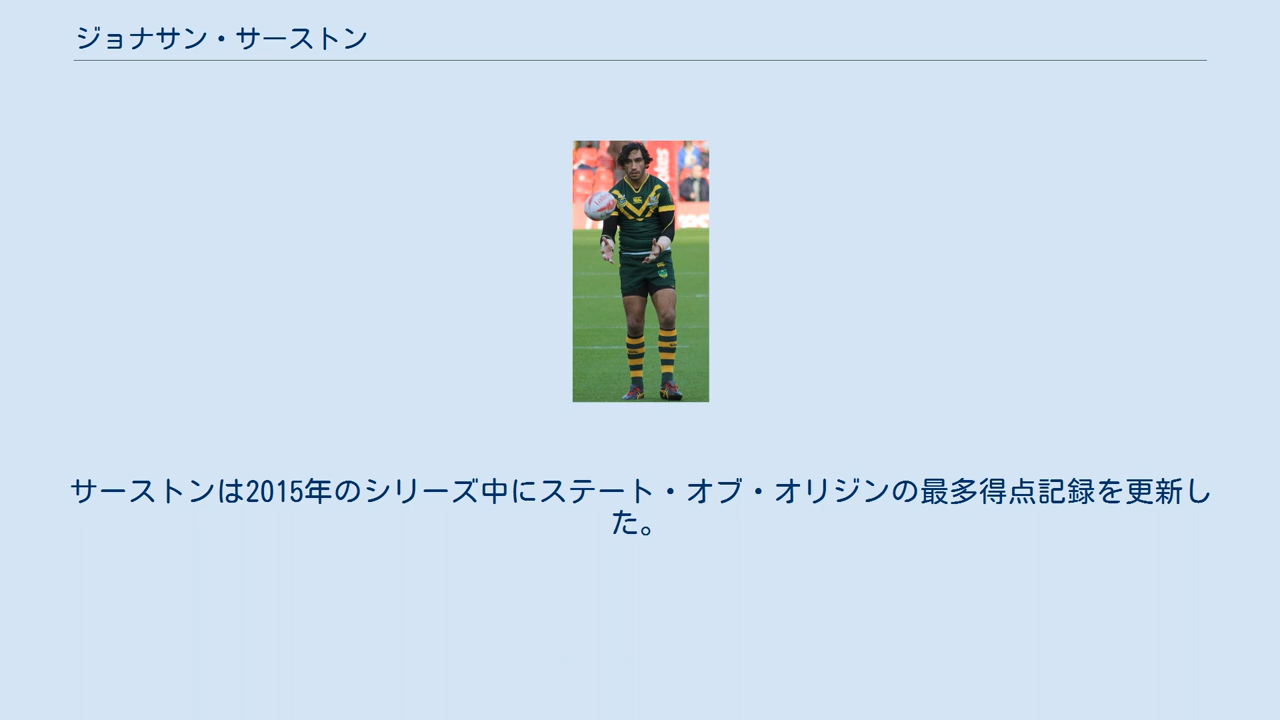 ジョナサン・サーストン
サーストンは2015年のシリーズ中にステート・オブ・オリジンの最多得点記録を更新し
た。